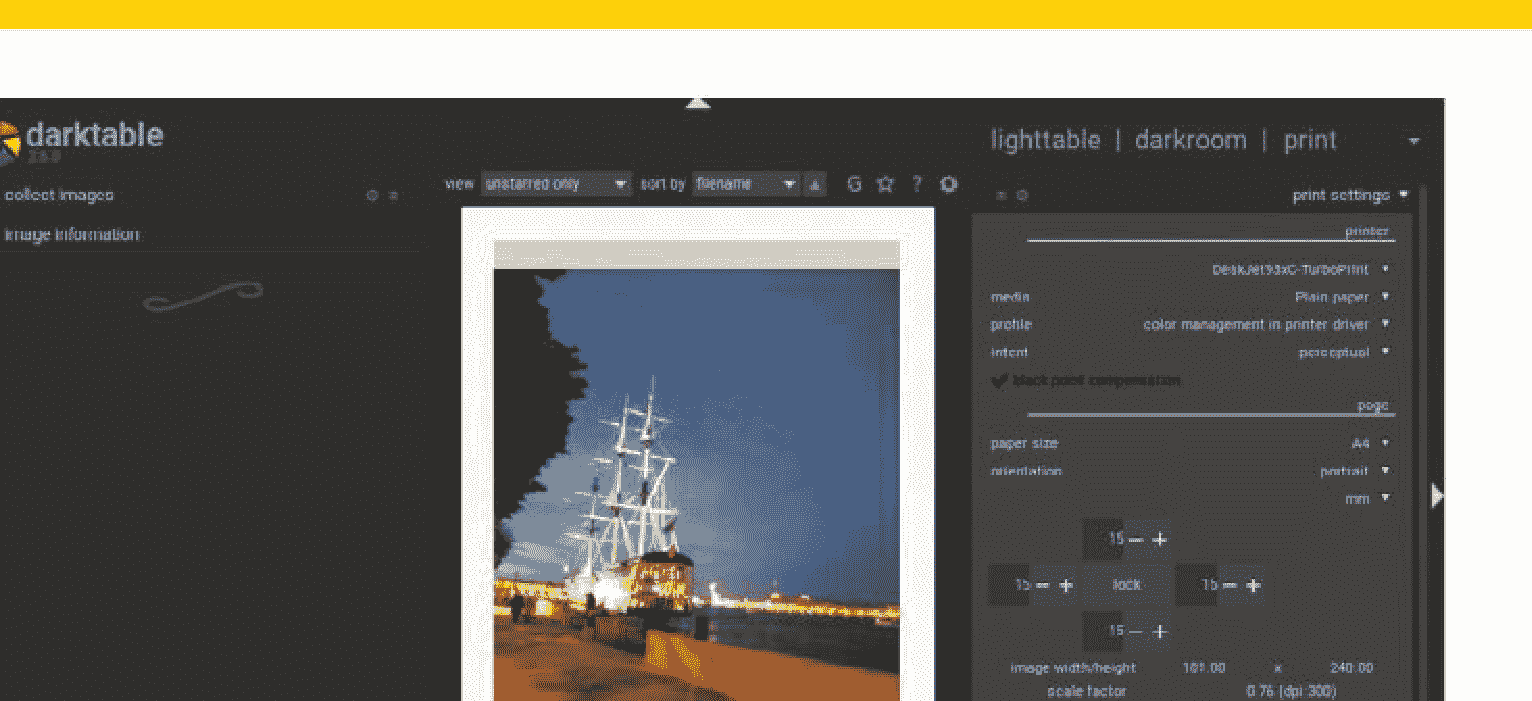 darktable
lighttable | darkroom | print
view unstarred only sort by filename G ?
collect images
print settings
image information
printer
media Plain paper
profile color management in printer driver
intent perceptual
black point compensation
page
paper size A4
orientation portrait
mm
15 — +
15 — + lock 15 — +
15 — +
image width/height x 240.00
scale factor 0.76 (dpi 300)